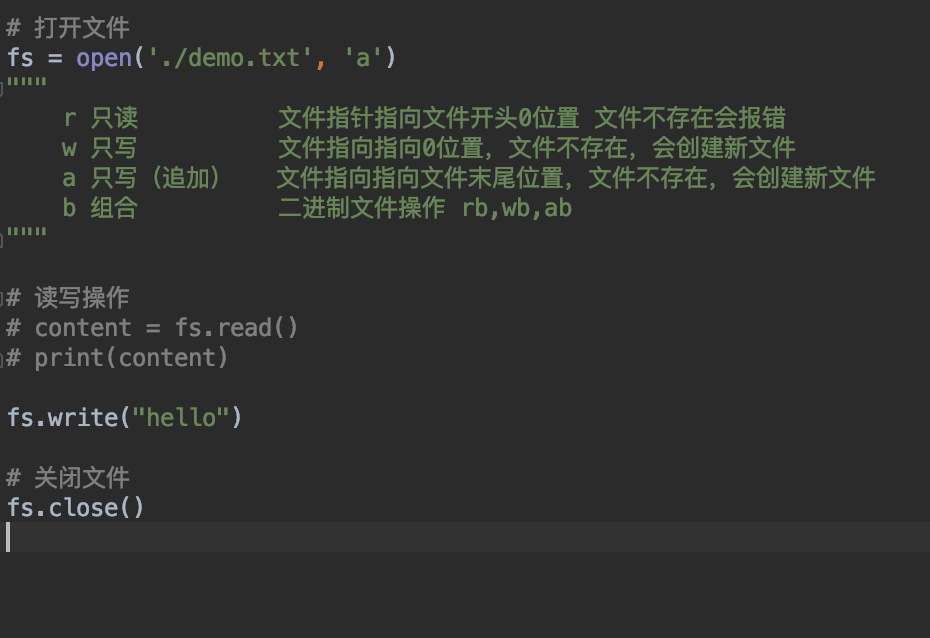 # 打开文件
fs = open('./demo.txt', 'a')
"""
    r 只读          文件指针指向文件开头0位置 文件不存在会报错
    w 只写          文件指向指向0位置，文件不存在，会创建新文件
    a 只写（追加）    文件指向指向文件末尾位置，文件不存在，会创建新文件
    b 组合          二进制文件操作 rb,wb,ab
"""

# 读写操作
# content = fs.read()
# print(content)

fs.write("hello")

# 关闭文件
fs.close()